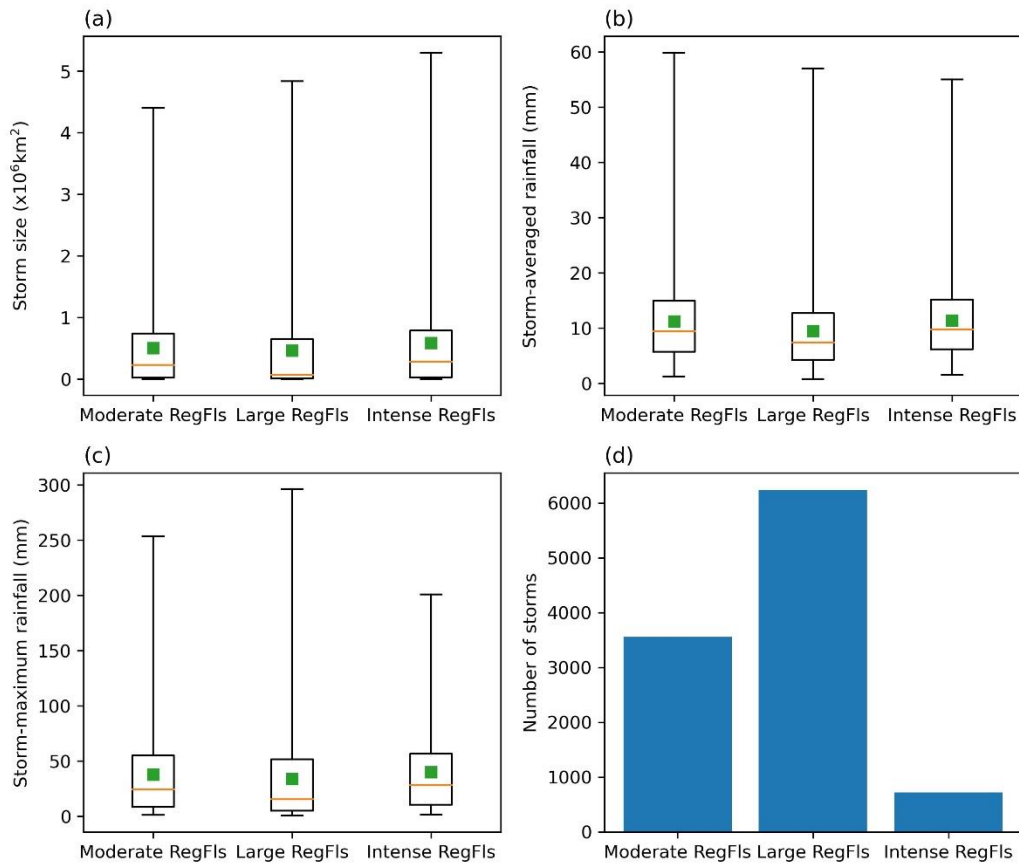 (a)
Storm size (x10⁶km²)
5
4
3
2
1
0
Moderate RegFls Large RegFls Intense RegFls
(b)
Storm-averaged rainfall (mm)
60
50
40
30
20
10
0
Moderate RegFls Large RegFls Intense RegFls
(c)
Storm-maximum rainfall (mm)
300
250
200
150
100
50
0
Moderate RegFls Large RegFls Intense RegFls
(d)
Number of storms
6000
5000
4000
3000
2000
1000
0
Moderate RegFls Large RegFls Intense RegFls